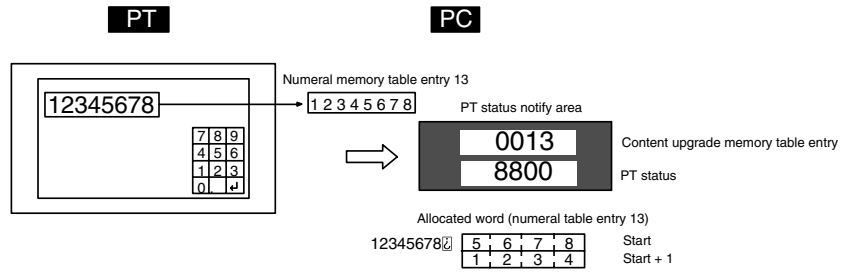 PT PC
Numeral memory table entry 13
12345678 1 2 3 4 5 6 7 8
PT status notify area
7 8 9
4 5 6
1 2 3
0 . ↵
0013 Content upgrade memory table entry
8800 PT status
Allocated word (numeral table entry 13)
12345678¿ 5 6 7 8 Start
1 2 3 4 Start + 1